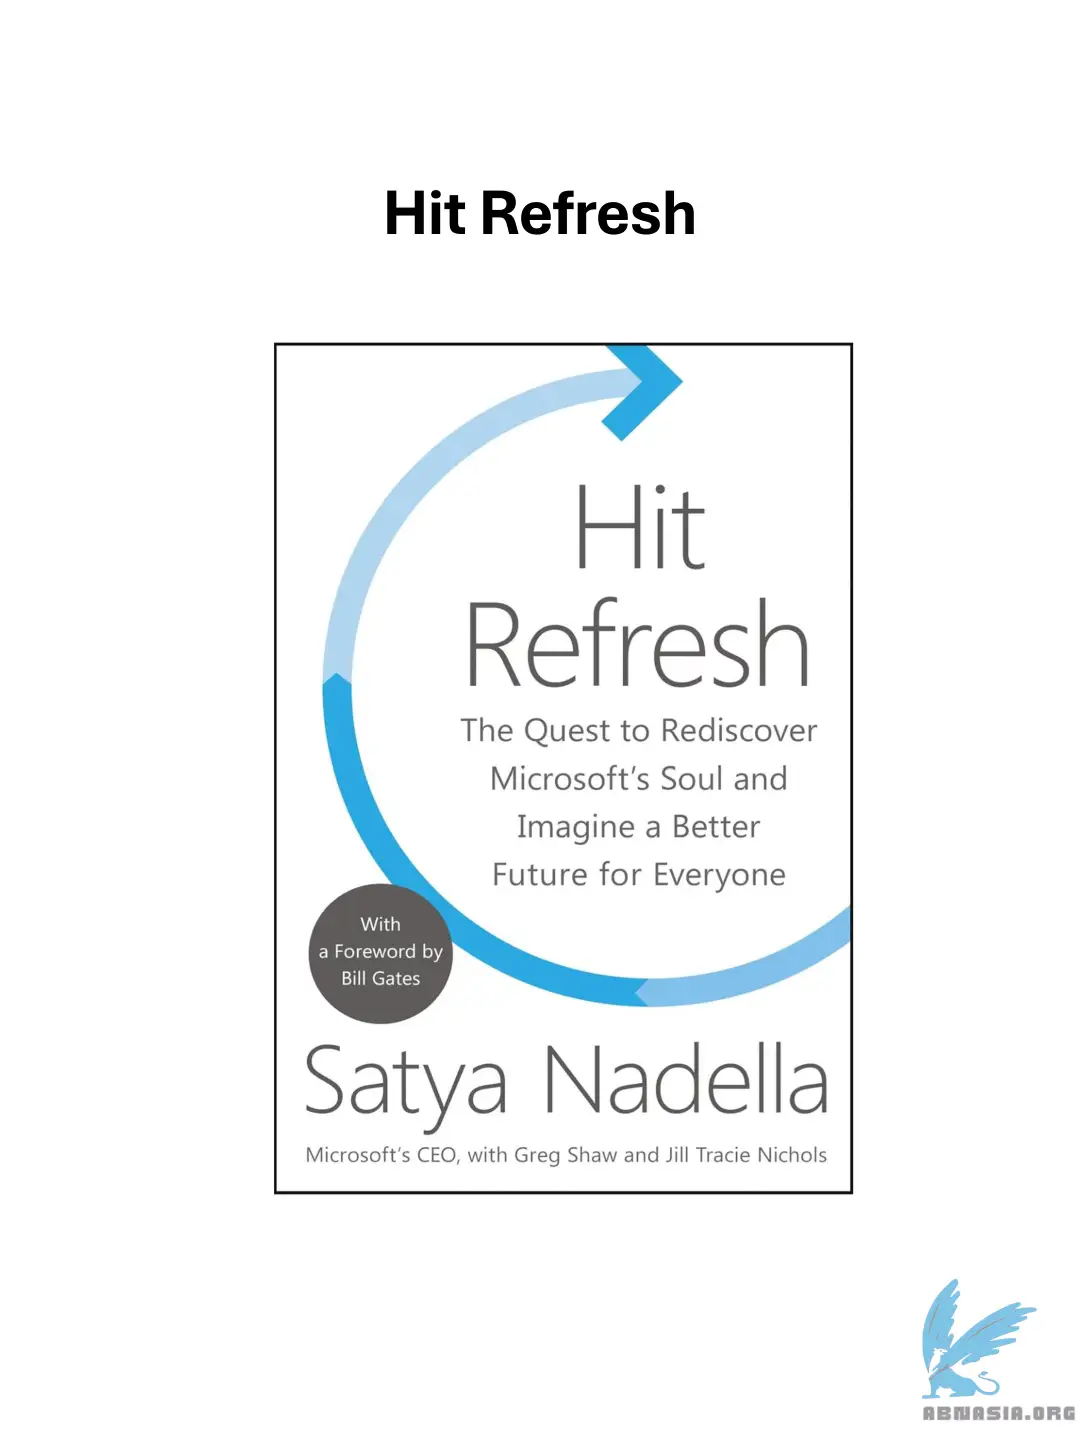 Hit Refresh
Hit
Refresh
The Quest to Rediscover
Microsoft's Soul and
Imagine a Better
Future for Everyone
With
a Foreword by
Bill Gates
Satya Nadella
Microsoft's CEO, with Greg Shaw and Jill Tracie Nichols
ABNASIA.ORG